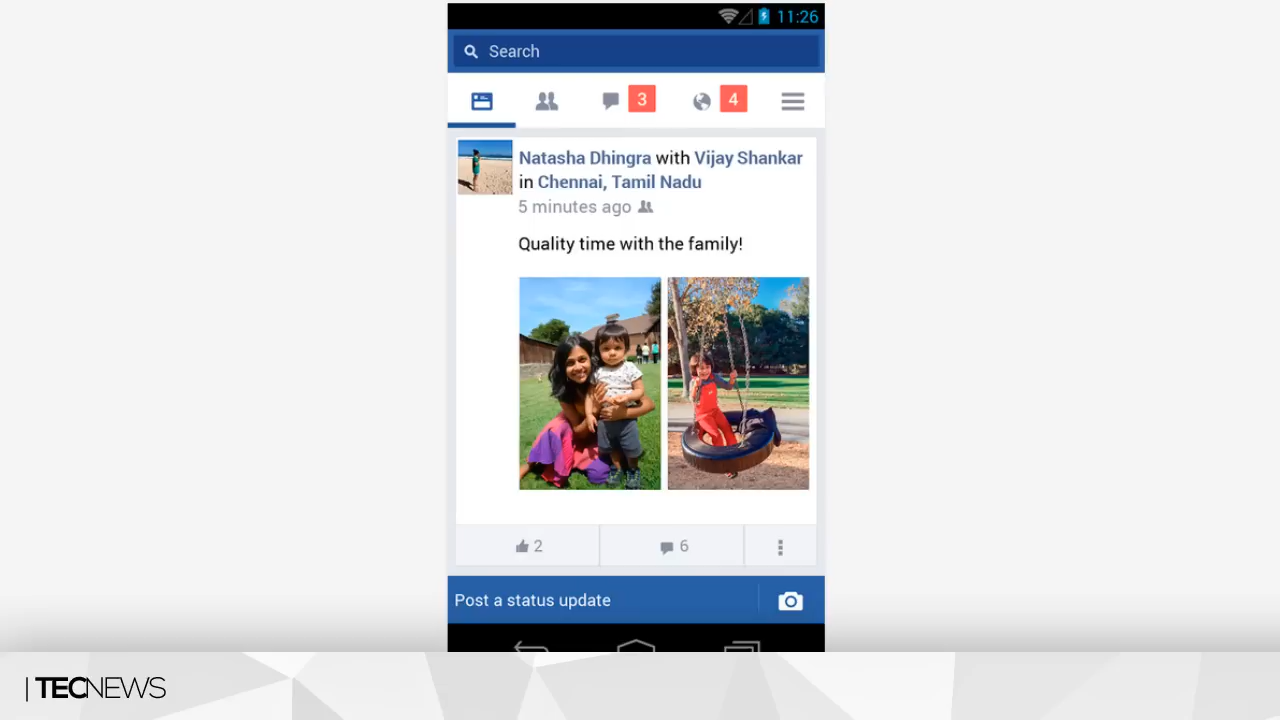 11:26
Search
3
4
Natasha Dhingra with Vijay Shankar
in Chennai, Tamil Nadu
5 minutes ago
Quality time with the family!
2
6
Post a status update
| TECNEWS